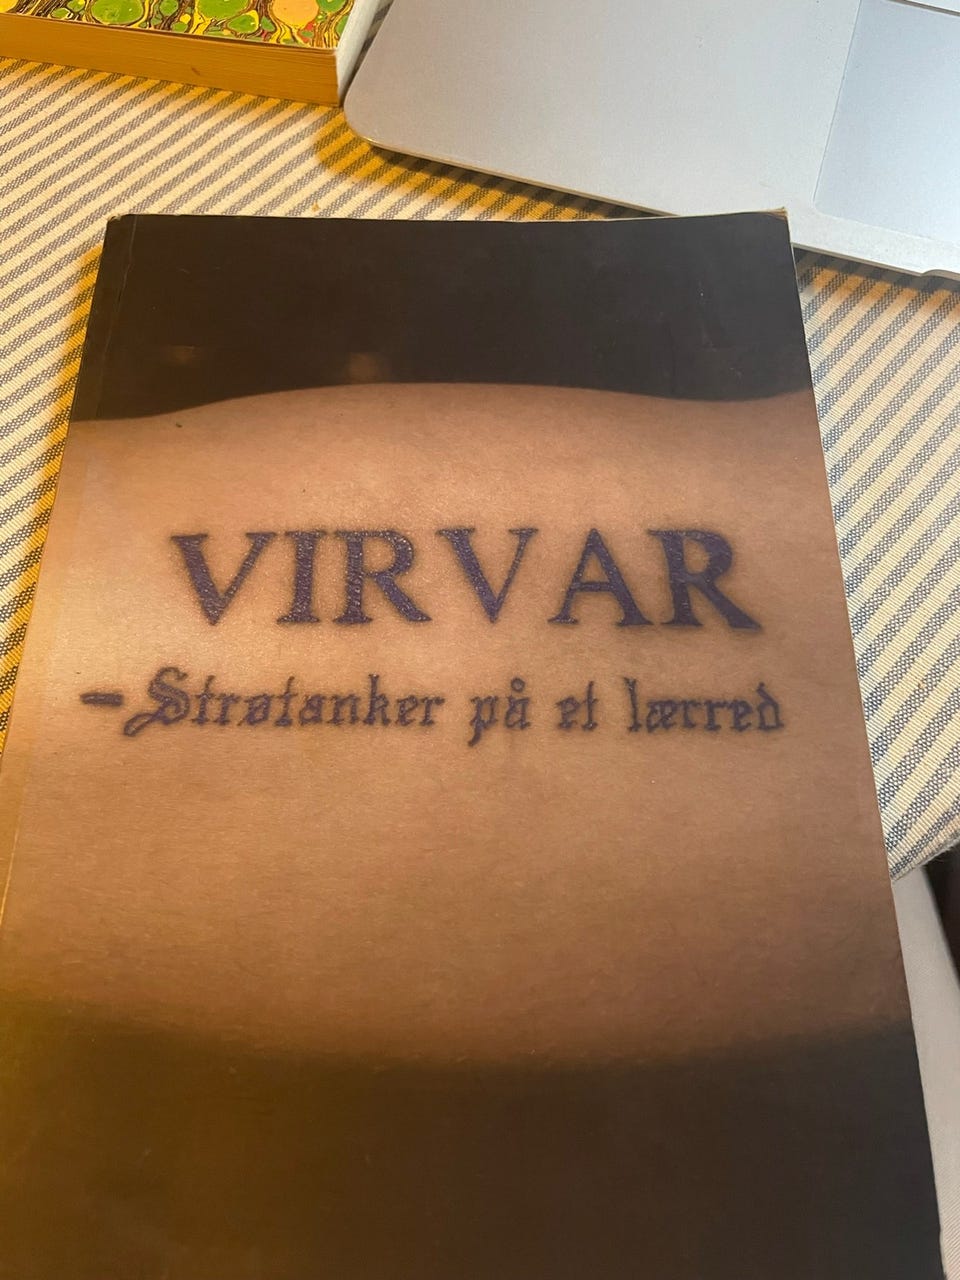 VIRVAR
- Strøtanker på et lærred